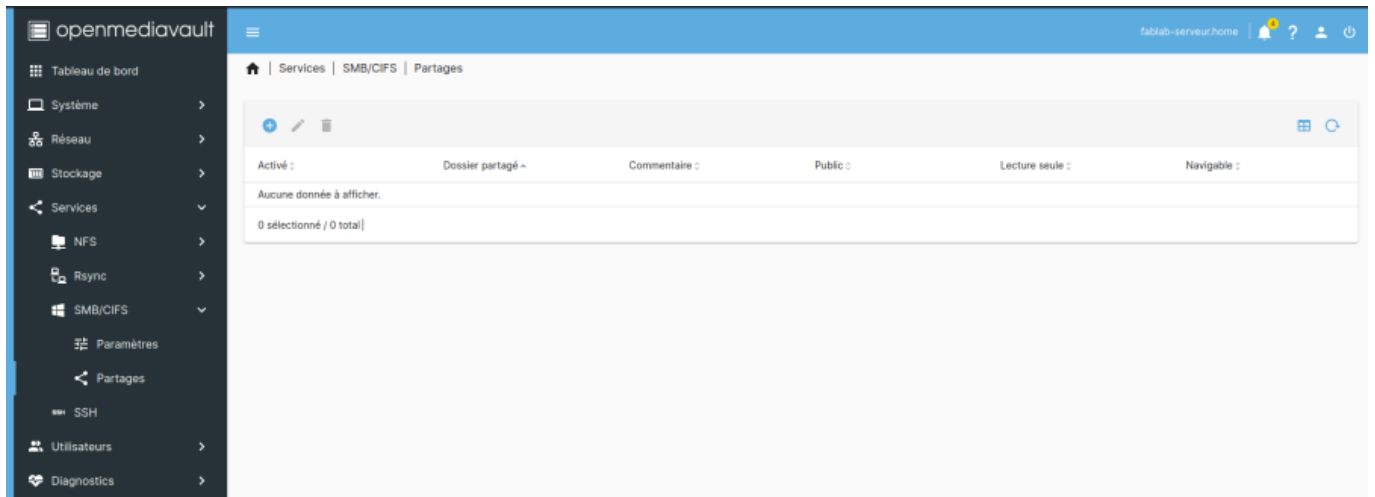 openmediavault
fablab-serveur.home 4 ?
Tableau de bord
Services | SMB/CIFS | Partages
Système
Réseau
Stockage
Services
NFS
Rsync
SMB/CIFS
Paramètres
Partages
SSH SSH
Utilisateurs
Diagnostics
Activé Dossier partagé Commentaire Public Lecture seule Navigable
Aucune donnée à afficher.
0 sélectionné / 0 total